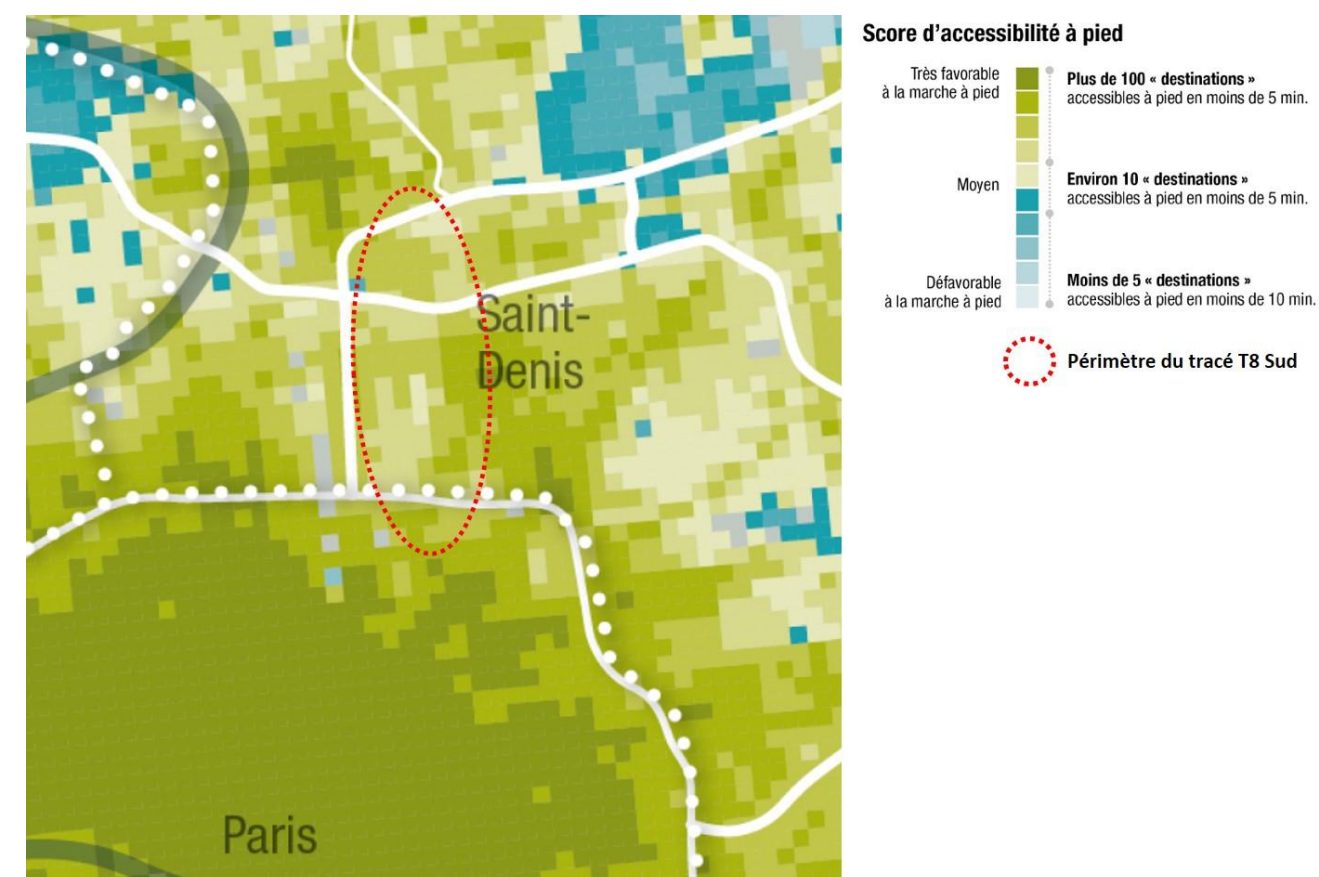 Saint-
Denis
Paris
Score d’accessibilité à pied
Très favorable
à la marche à pied
Plus de 100 « destinations »
accessibles à pied en moins de 5 min.
Moyen
Environ 10 « destinations »
accessibles à pied en moins de 5 min.
Défavorable
à la marche à pied
Moins de 5 « destinations »
accessibles à pied en moins de 10 min.
Périmètre du tracé T8 Sud